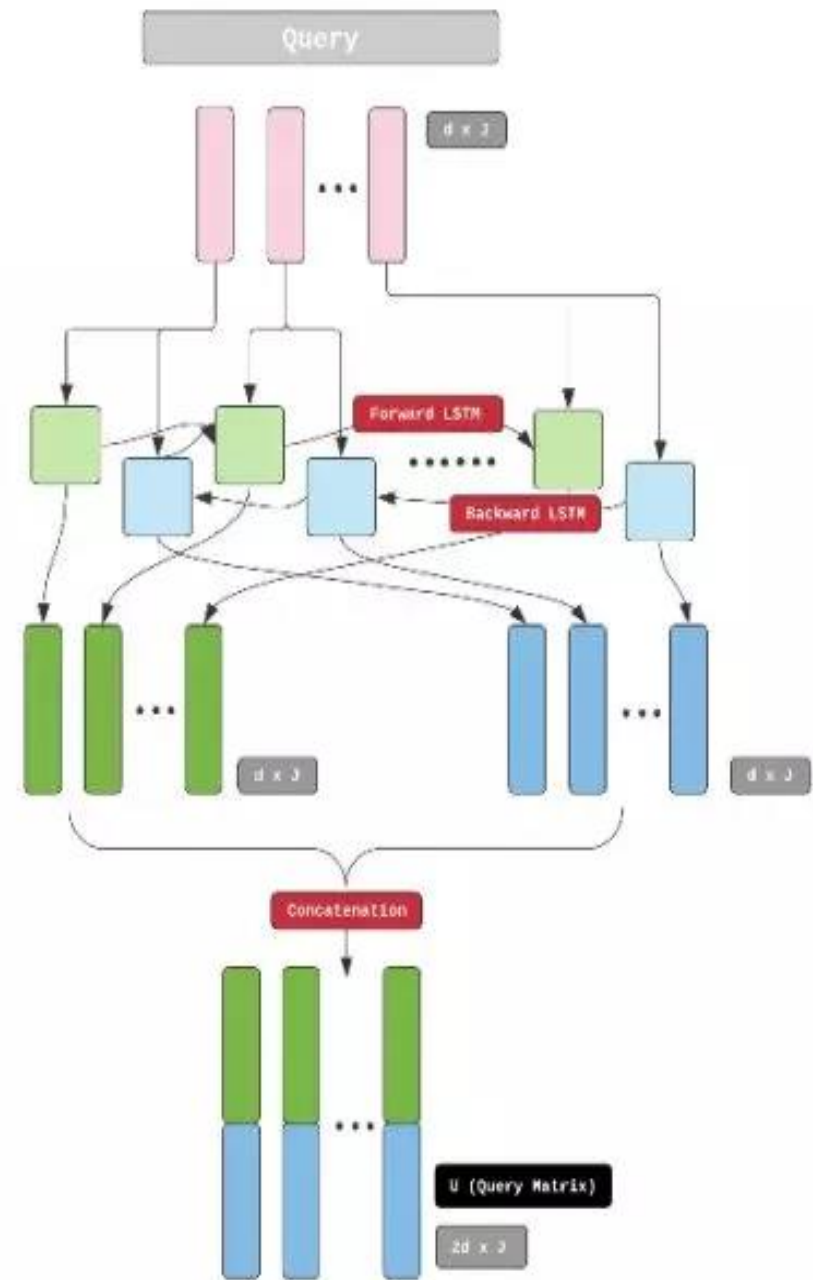 Query
d x J
Forward LSTM
Backward LSTM
d x J
d x J
Concatenation
U (Query Matrix)
2d x J